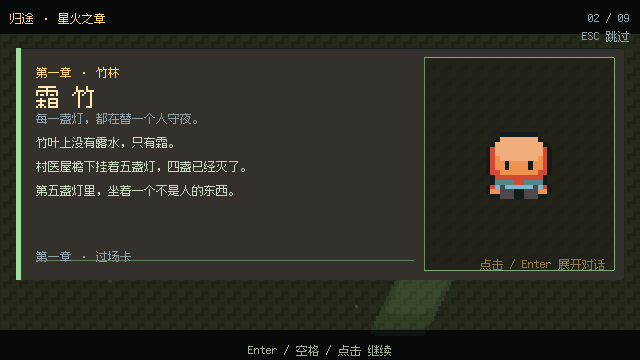 归途 · 星火之章
02 / 09
ESC 跳过
第一章 · 竹林
霜 竹
每一盏灯，都在替一个人守夜。
竹叶上没有露水，只有霜。
村医屋檐下挂着五盏灯，四盏已经灭了。
第五盏灯里，坐着一个不是人的东西。
第一章 · 过场卡
点击 / Enter 展开对话
Enter / 空格 / 点击 继续